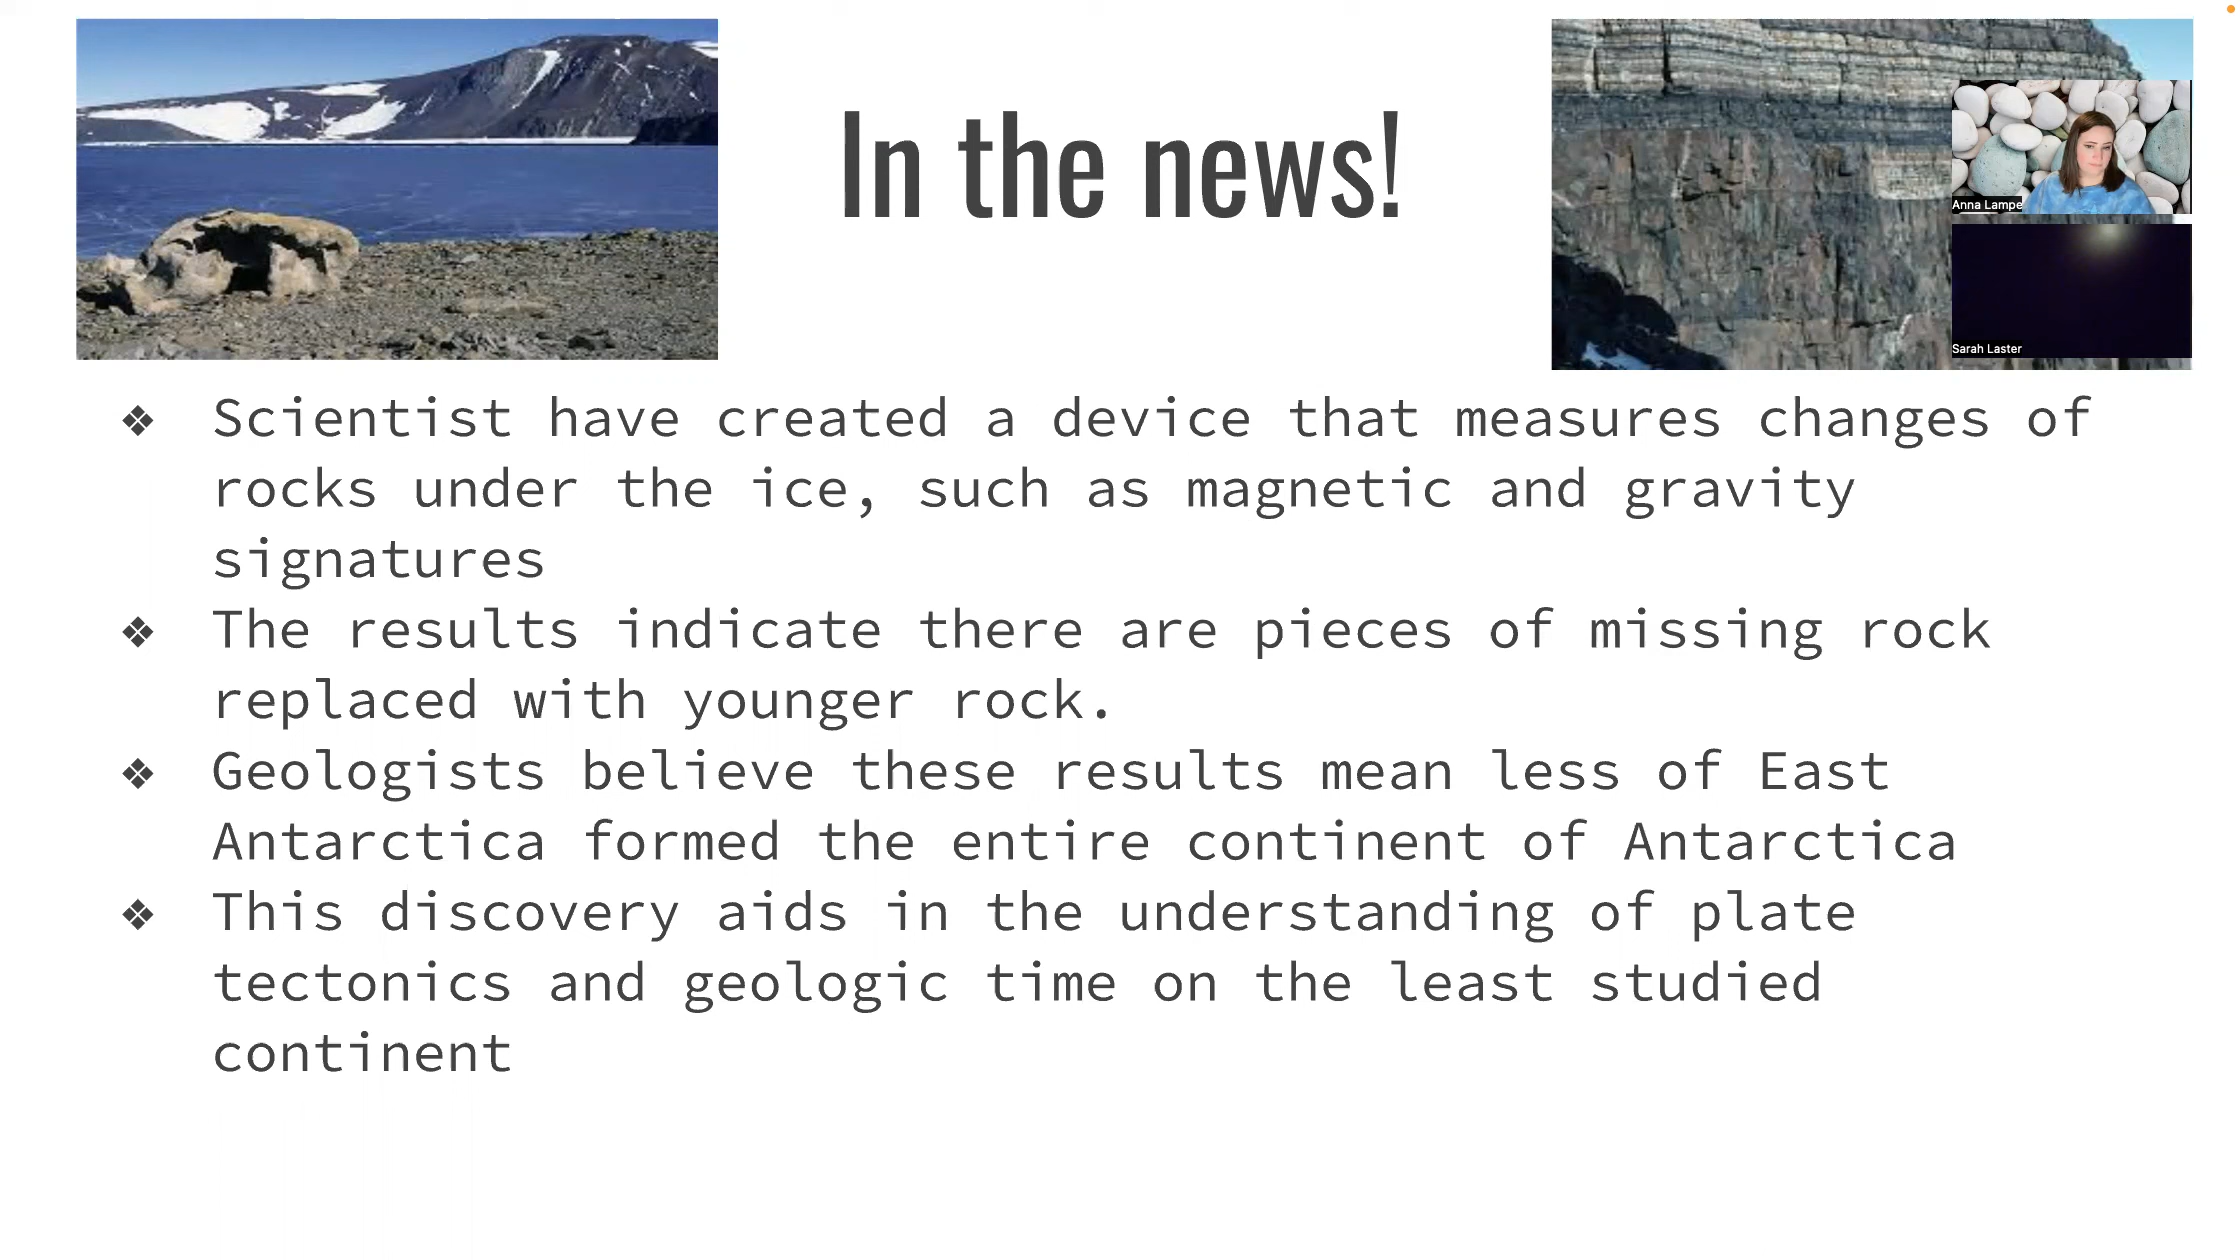 In the news!
Anna Lampe
Sarah Laster
❖ Scientist have created a device that measures changes of
rocks under the ice, such as magnetic and gravity
signatures
❖ The results indicate there are pieces of missing rock
replaced with younger rock.
❖ Geologists believe these results mean less of East
Antarctica formed the entire continent of Antarctica
❖ This discovery aids in the understanding of plate
tectonics and geologic time on the least studied
continent